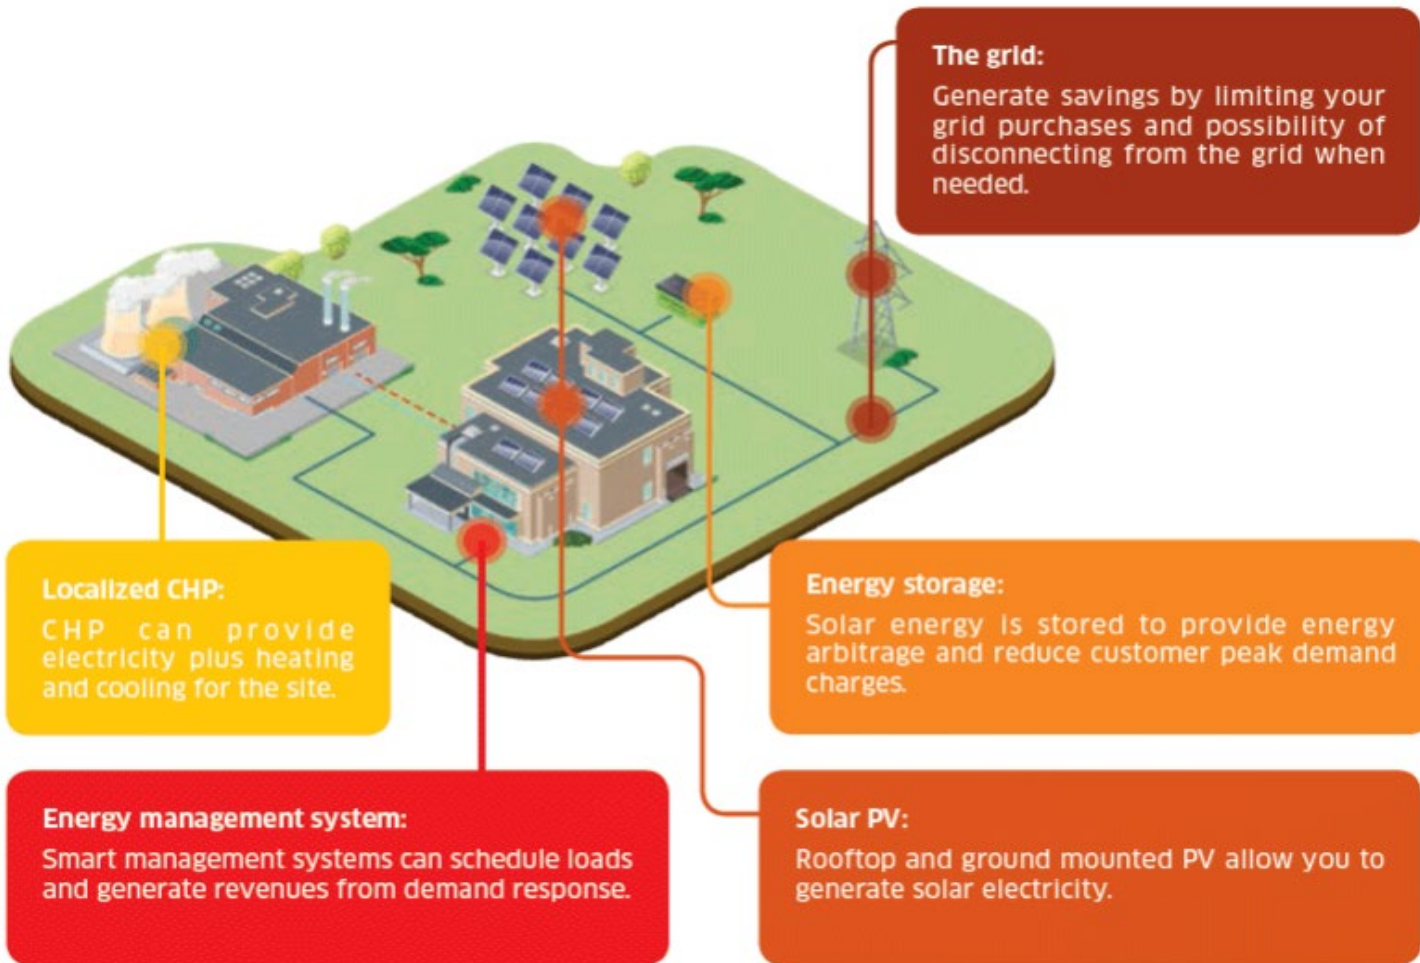 The grid:
Generate savings by limiting your
grid purchases and possibility of
disconnecting from the grid when
needed.
Localized CHP:
CHP can provide
electricity plus heating
and cooling for the site.
Energy storage:
Solar energy is stored to provide energy
arbitrage and reduce customer peak demand
charges.
Energy management system:
Smart management systems can schedule loads
and generate revenues from demand response.
Solar PV:
Rooftop and ground mounted PV allow you to
generate solar electricity.